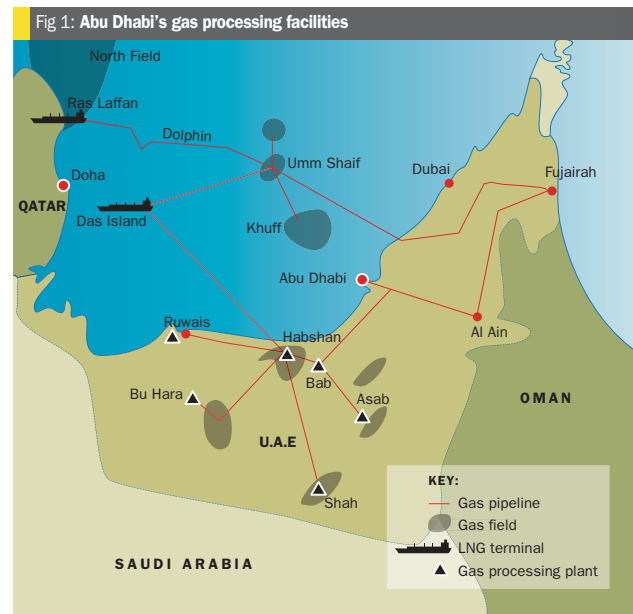 Fig 1: Abu Dhabi's gas processing facilities
North Field
Ras Laffan
Dolphin
Umm Shaif
Dubai
Fujairah
Doha
QATAR
Das Island
Khuff
Abu Dhabi
Al Ain
Ruwais
Habshan
Bab
Bu Hara
Asab
OMAN
U.A.E
Shah
SAUDI ARABIA
KEY:
Gas pipeline
Gas field
LNG terminal
Gas processing plant